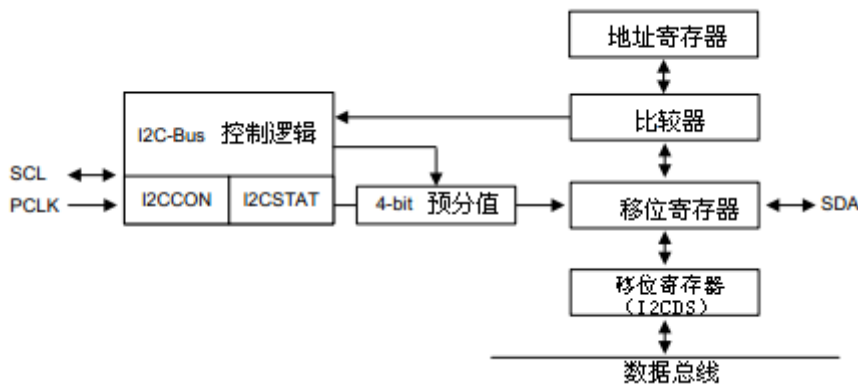 地址寄存器
I2C-Bus 控制逻辑
比较器
SCL
PCLK
I2CCON
I2CSTAT
4-bit 预分值
移位寄存器
SDA
移位寄存器
(I2CDS)
数据总线